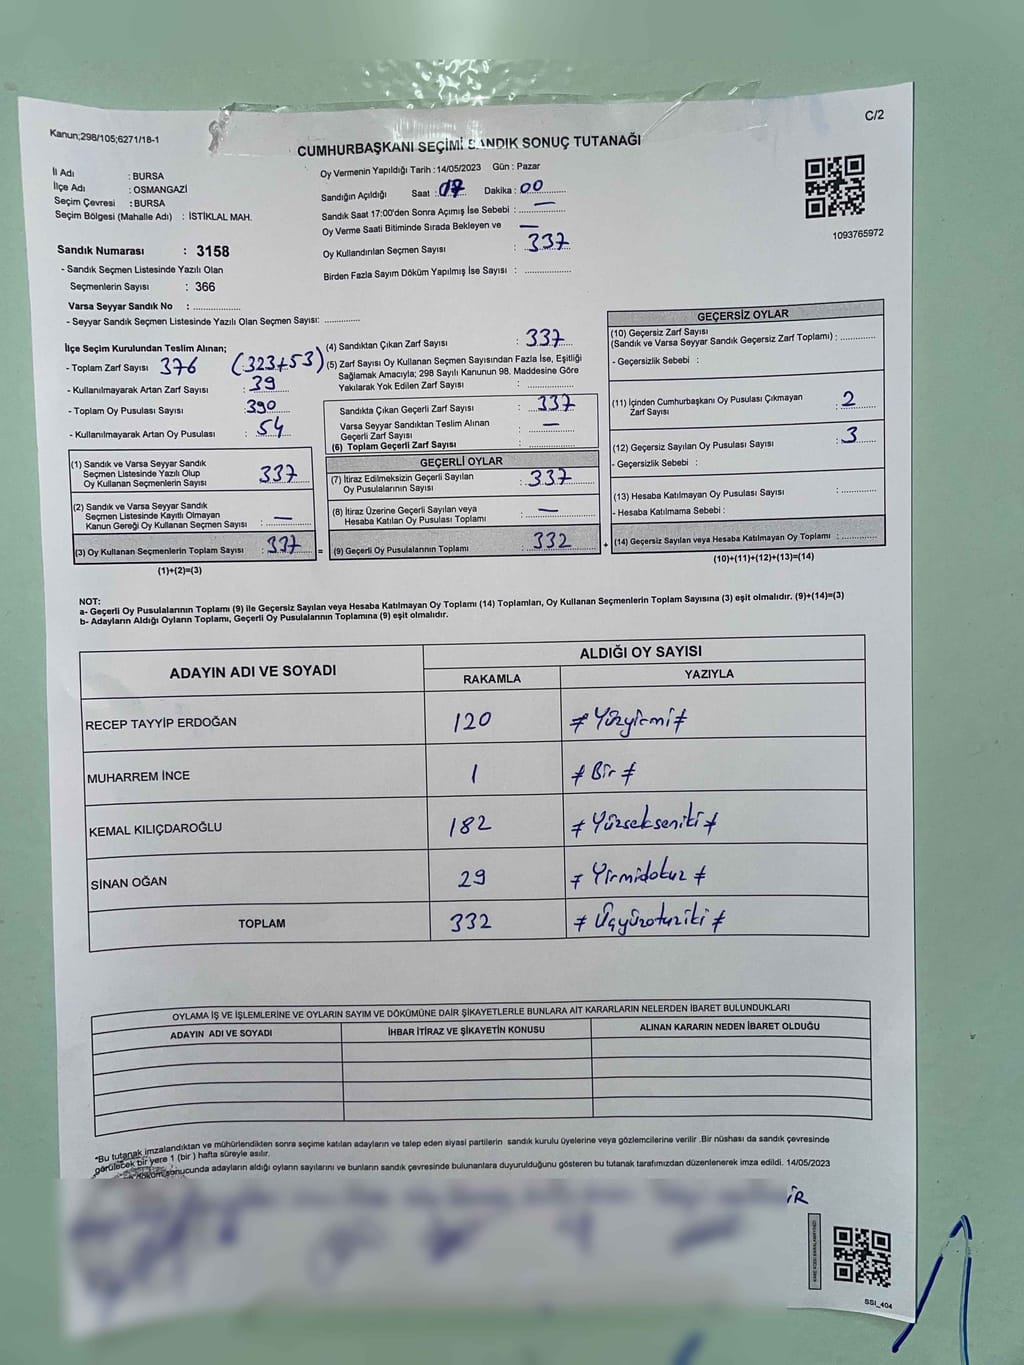 Kanun;298/105;6271/18-1
C/2
CUMHURBAŞKANI SEÇİMİ SANDIK SONUÇ TUTANAĞI
İl Adı : BURSA
İlçe Adı : OSMANGAZİ
Seçim Çevresi : BURSA
Seçim Bölgesi (Mahalle Adı) : İSTİKLAL MAH.
Sandık Numarası : 3158
- Sandık Seçmen Listesinde Yazılı Olan
Seçmenlerin Sayısı : 366
Varsa Seyyar Sandık No : ....................
- Seyyar Sandık Seçmen Listesinde Yazılı Olan Seçmen Sayısı: ..............
Oy Vermenin Yapıldığı Tarih :14/05/2023 Gün : Pazar
Sandığın Açıldığı Saat : 17 Dakika : 00
Sandık Saat 17:00'den Sonra Açımış İse Sebebi : —
Oy Verme Saati Bitiminde Sırada Bekleyen ve —
Oy Kullandırılan Seçmen Sayısı : 337
Birden Fazla Sayım Döküm Yapılmış İse Sayısı : ..............
1093765972
İlçe Seçim Kurulundan Teslim Alınan;
- Toplam Zarf Sayısı 376 (323+53)
- Kullanılmayarak Artan Zarf Sayısı : 39
- Toplam Oy Pusulası Sayısı : 390
- Kullanılmayarak Artan Oy Pusulası : 54
(1) Sandık ve Varsa Seyyar Sandık
Seçmen Listesinde Yazılı Olup
Oy Kullanan Seçmenlerin Sayısı 337
(2) Sandık ve Varsa Seyyar Sandık
Seçmen Listesinde Kayıtlı Olmayan
Kanun Gereği Oy Kullanan Seçmen Sayısı : —
(3) Oy Kullanan Seçmenlerin Toplam Sayısı : 337 =
(1)+(2)=(3)
(4) Sandıktan Çıkan Zarf Sayısı : 337
(5) Zarf Sayısı Oy Kullanan Seçmen Sayısından Fazla İse, Eşitliği
Sağlamak Amacıyla; 298 Sayılı Kanunun 98. Maddesine Göre
Yakılarak Yok Edilen Zarf Sayısı : ..............
Sandıkta Çıkan Geçerli Zarf Sayısı : 337
Varsa Seyyar Sandıktan Teslim Alınan
Geçerli Zarf Sayısı : —
(6) Toplam Geçerli Zarf Sayısı : ..............
GEÇERLİ OYLAR
(7) İtiraz Edilmeksizin Geçerli Sayılan
Oy Pusulalarının Sayısı : 337
(8) İtiraz Üzerine Geçerli Sayılan veya
Hesaba Katılan Oy Pusulası Toplamı : —
(9) Geçerli Oy Pusulalarının Toplamı : 332 +
GEÇERSİZ OYLAR
(10) Geçersiz Zarf Sayısı
(Sandık ve Varsa Seyyar Sandık Geçersiz Zarf Toplamı) : ............
- Geçersizlik Sebebi :
(11) İçinden Cumhurbaşkanı Oy Pusulası Çıkmayan
Zarf Sayısı : 2
(12) Geçersiz Sayılan Oy Pusulası Sayısı : 3
- Geçersizlik Sebebi :
(13) Hesaba Katılmayan Oy Pusulası Sayısı : ............
- Hesaba Katılmama Sebebi :
(14) Geçersiz Sayılan veya Hesaba Katılmayan Oy Toplamı : ............
(10)+(11)+(12)+(13)=(14)
NOT:
a- Geçerli Oy Pusulalarının Toplamı (9) ile Geçersiz Sayılan veya Hesaba Katılmayan Oy Toplamı (14) Toplamları, Oy Kullanan Seçmenlerin Toplam Sayısına (3) eşit olmalıdır. (9)+(14)=(3)
b- Adayların Aldığı Oyların Toplamı, Geçerli Oy Pusulalarının Toplamına (9) eşit olmalıdır.
ADAYIN ADI VE SOYADI ALDIĞI OY SAYISI
RAKAMLA YAZIYLA
RECEP TAYYİP ERDOĞAN 120 ≠ Yüzyirmi ≠
MUHARREM İNCE 1 ≠ Bir ≠
KEMAL KILIÇDAROĞLU 182 ≠ Yüzsekseniki ≠
SİNAN OĞAN 29 ≠ Yirmidokuz ≠
TOPLAM 332 ≠ Üçyüzotuziki ≠
OYLAMA İŞ VE İŞLEMLERİNE VE OYLARIN SAYIM VE DÖKÜMÜNE DAİR ŞİKAYETLERLE BUNLARA AİT KARARLARIN NELERDEN İBARET BULUNDUKLARI
ADAYIN ADI VE SOYADI İHBAR İTİRAZ VE ŞİKAYETİN KONUSU ALINAN KARARIN NEDEN İBARET OLDUĞU
*Bu tutanak imzalandıktan ve mühürlendikten sonra seçime katılan adayların ve talep eden siyasi partilerin sandık kurulu üyelerine veya gözlemcilerine verilir .Bir nüshası da sandık çevresinde
görülecek bir yere 1 (bir ) hafta süreyle asılır.
döküm sonucunda adayların aldığı oyların sayılarını ve bunların sandık çevresinde bulunanlara duyurulduğunu gösteren bu tutanak tarafımızdan düzenlenerek imza edildi. 14/05/2023
İR
SSI_404